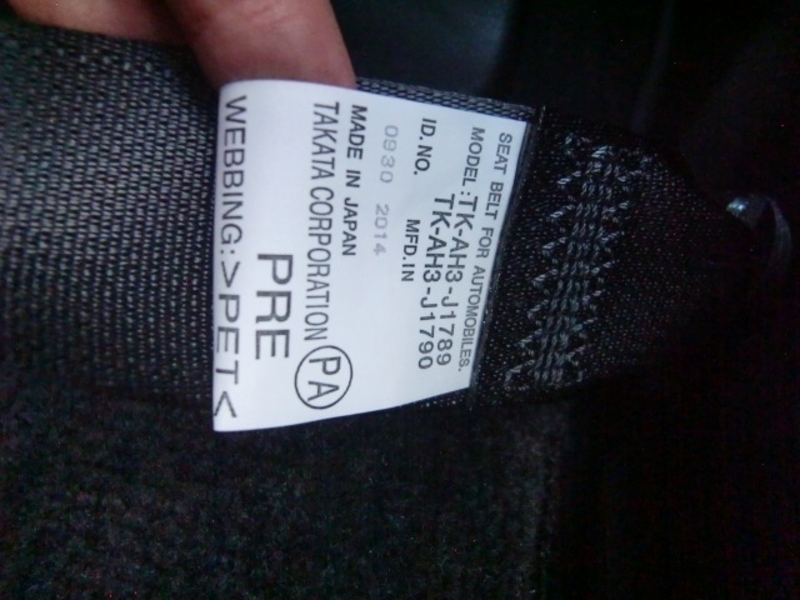 SEAT BELT FOR AUTOMOBILES.
MODEL : TK-AH3-J1789
TK-AH3-J1790
ID. NO. MFD. IN
0930 2014
MADE IN JAPAN
TAKATA CORPORATION PA
PRE
WEBBING:>PET<